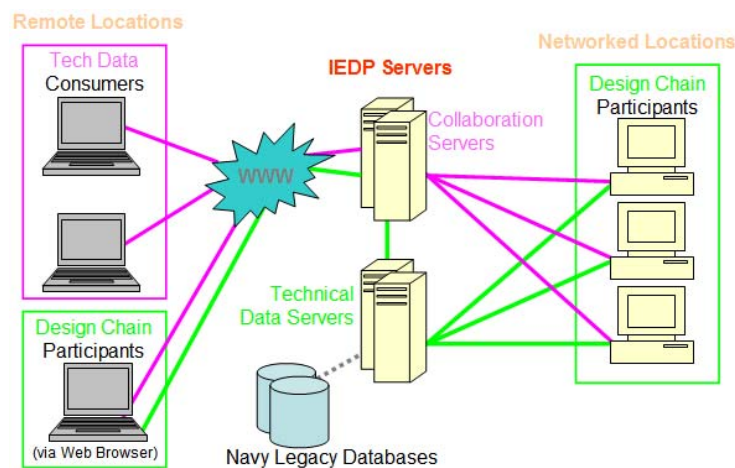 Remote Locations
Tech Data
Consumers
Design Chain
Participants
(via Web Browser)
WWW
IEDP Servers
Collaboration
Servers
Technical
Data Servers
Navy Legacy Databases
Networked Locations
Design Chain
Participants